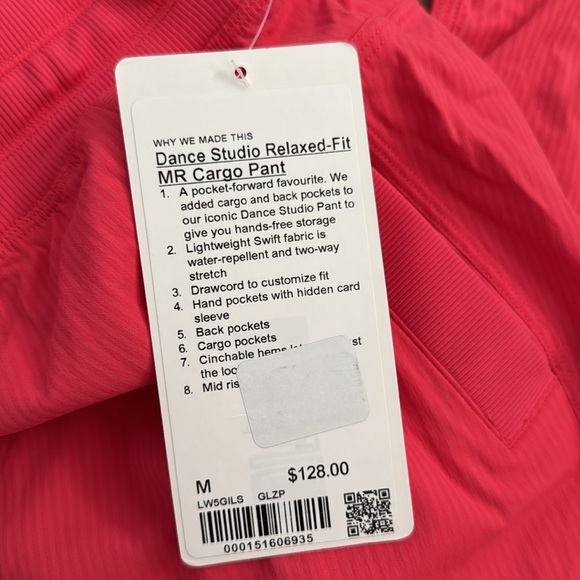 WHY WE MADE THIS
Dance Studio Relaxed-Fit
MR Cargo Pant
1. A pocket-forward favourite. We
added cargo and back pockets to
our iconic Dance Studio Pant to
give you hands-free storage
2. Lightweight Swift fabric is
water-repellent and two-way
stretch
3. Drawcord to customize fit
4. Hand pockets with hidden card
sleeve
5. Back pockets
6. Cargo pockets
7. Cinchable hems
the
8. Mid
M $128.00
LW5GILS GLZP
000151606935